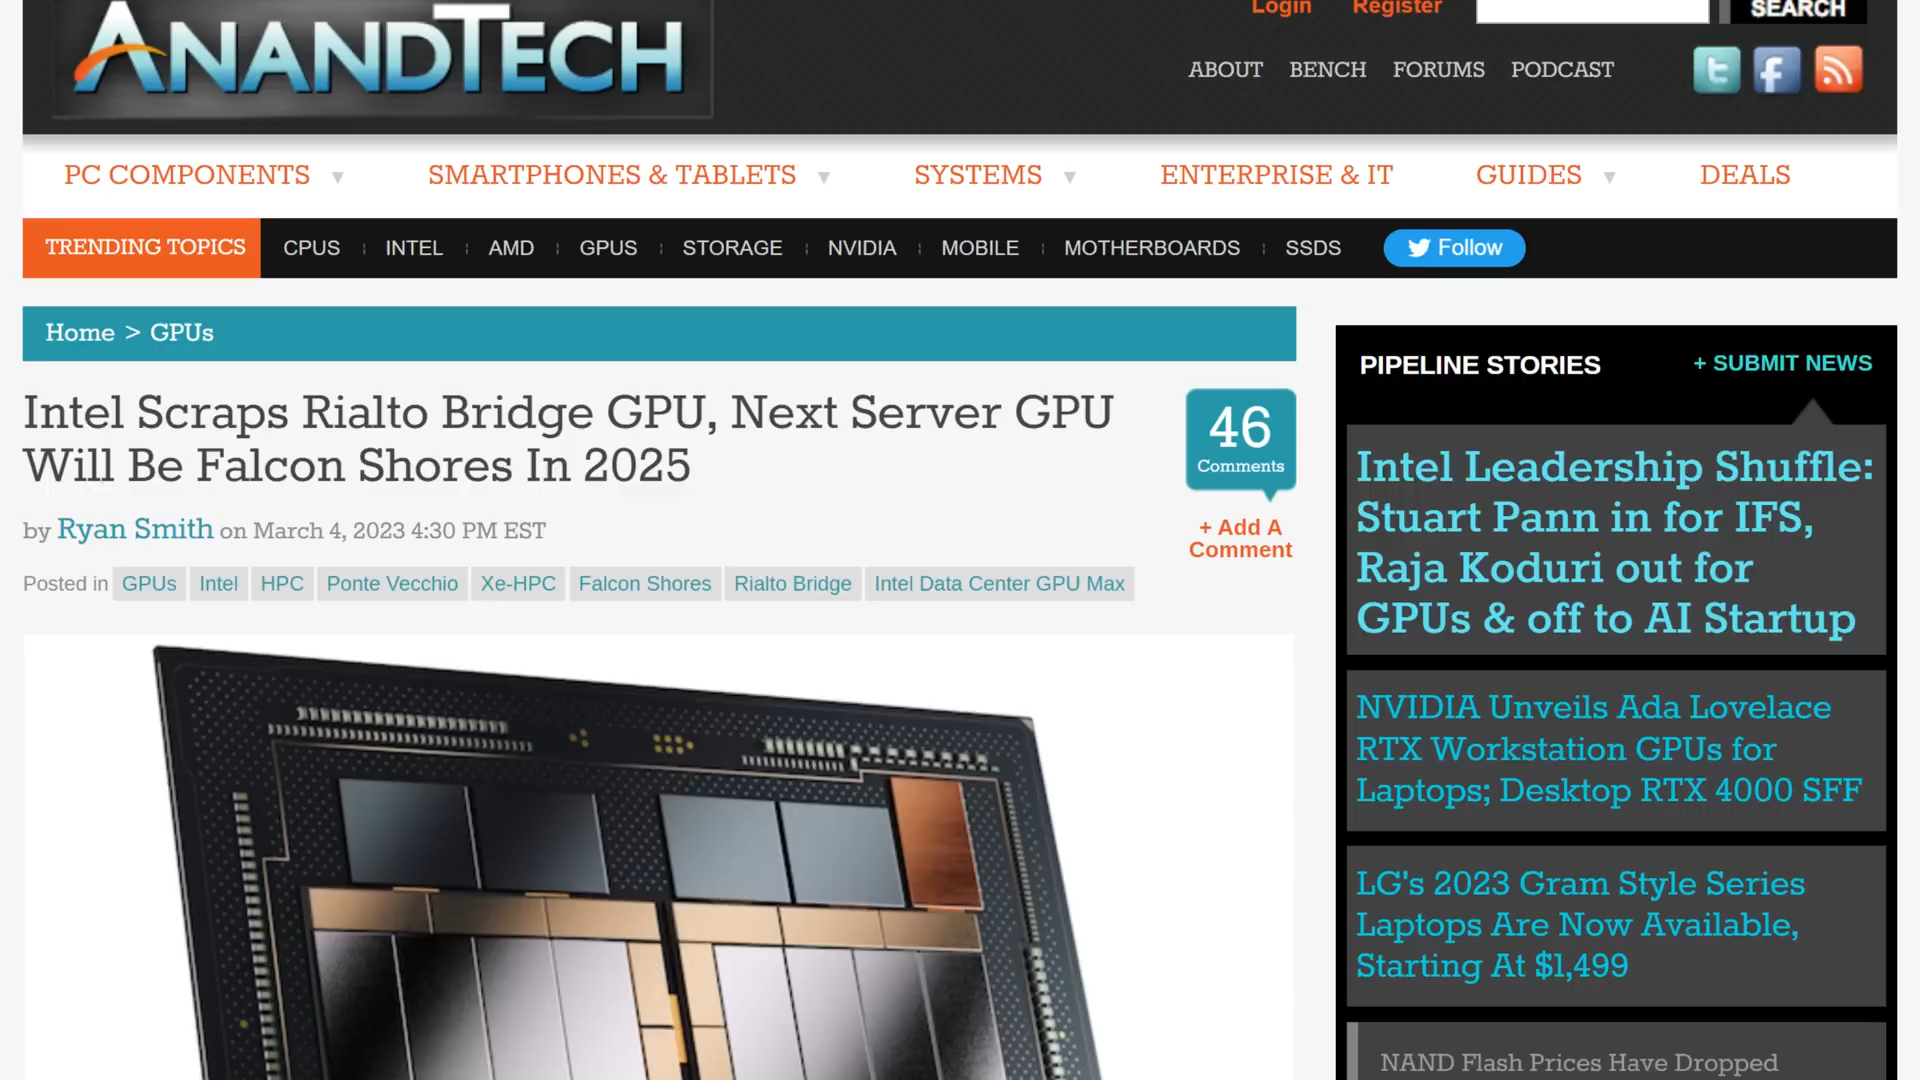 ANANDTECH
Login Register SEARCH
ABOUT BENCH FORUMS PODCAST
PC COMPONENTS SMARTPHONES & TABLETS SYSTEMS ENTERPRISE & IT GUIDES DEALS
TRENDING TOPICS CPUS INTEL AMD GPUS STORAGE NVIDIA MOBILE MOTHERBOARDS SSDS Follow
Home > GPUs
Intel Scraps Rialto Bridge GPU, Next Server GPU
Will Be Falcon Shores In 2025
by Ryan Smith on March 4, 2023 4:30 PM EST
Posted in GPUs Intel HPC Ponte Vecchio Xe-HPC Falcon Shores Rialto Bridge Intel Data Center GPU Max
46
Comments
+ Add A
Comment
PIPELINE STORIES + SUBMIT NEWS
Intel Leadership Shuffle:
Stuart Pann in for IFS,
Raja Koduri out for
GPUs & off to AI Startup
NVIDIA Unveils Ada Lovelace
RTX Workstation GPUs for
Laptops; Desktop RTX 4000 SFF
LG's 2023 Gram Style Series
Laptops Are Now Available,
Starting At $1,499
NAND Flash Prices Have Dropped